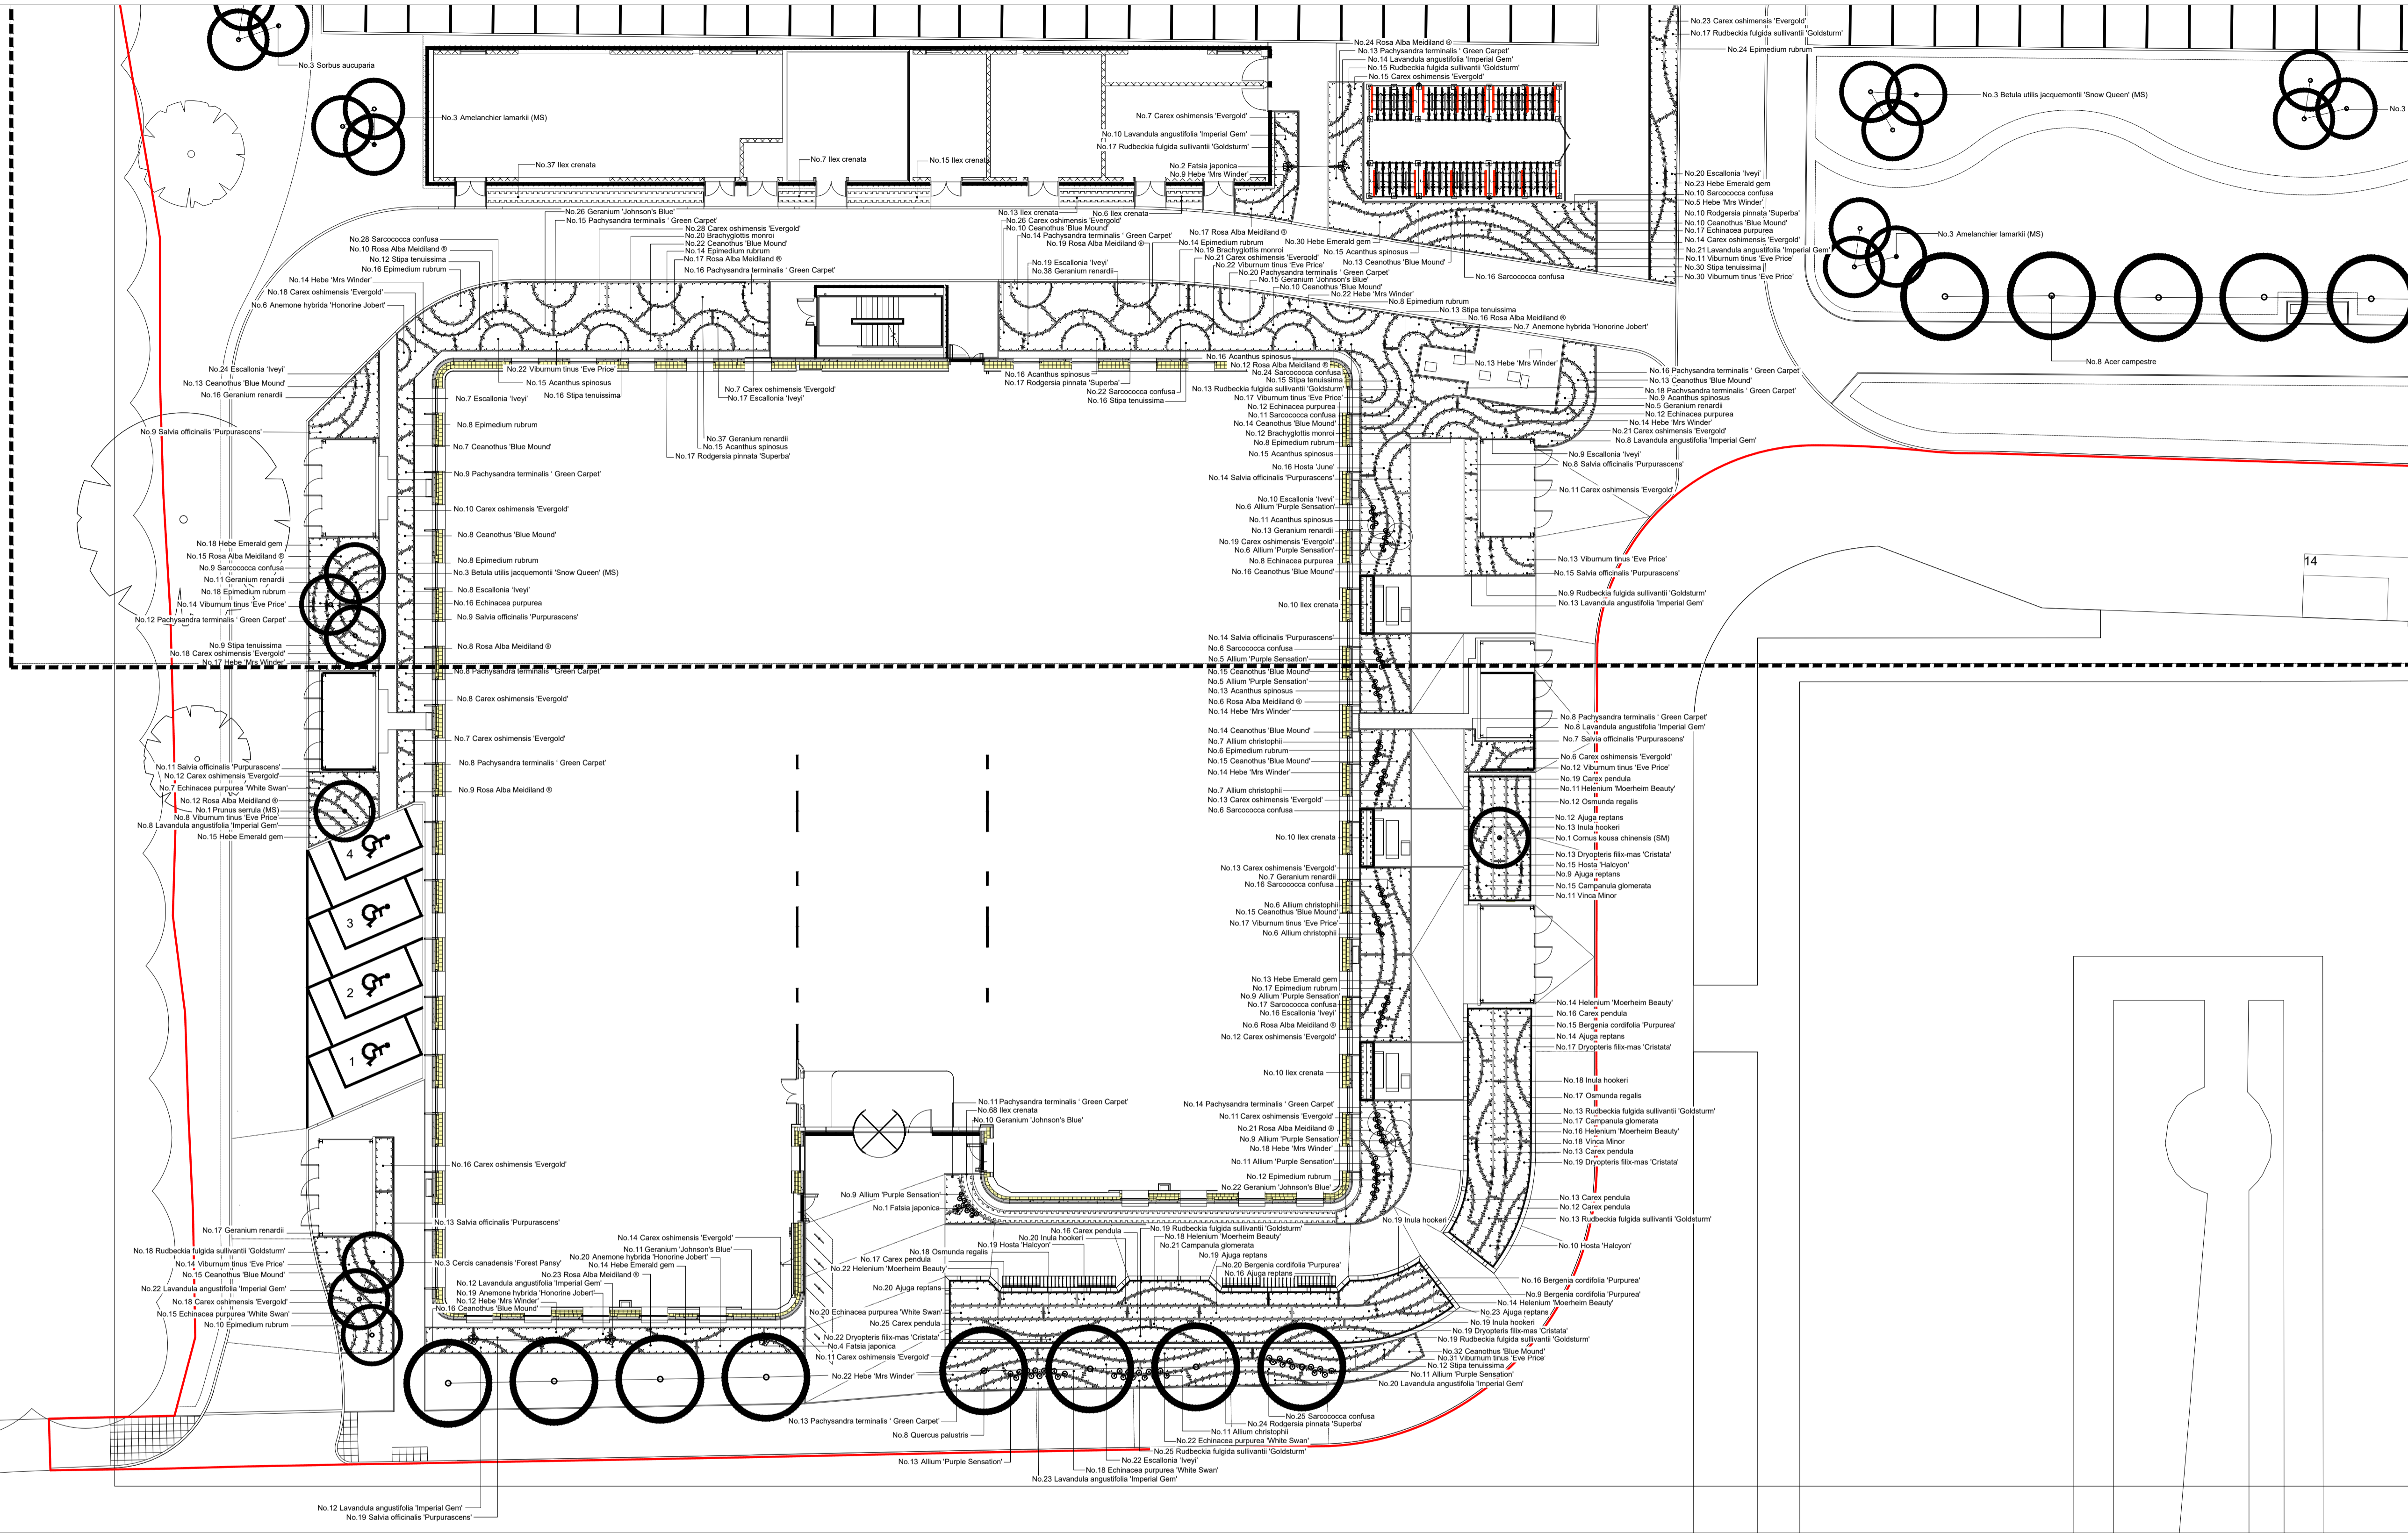 No.3 Sorbus aucuparia
No.3 Amelanchier lamarkii (MS)
No.37 Ilex crenata
No.7 Ilex crenata
No.15 Ilex crenata
No.13 Ilex crenata
No.6 Ilex crenata
No.7 Carex oshimensis 'Evergold'
No.10 Lavandula angustifolia 'Imperial Gem'
No.17 Rudbeckia fulgida sullivantii 'Goldsturm'
No.2 Fatsia japonica
No.9 Hebe 'Mrs Winder'
No.24 Rosa Alba Meidiland ®
No.13 Pachysandra terminalis ' Green Carpet'
No.14 Lavandula angustifolia 'Imperial Gem'
No.15 Rudbeckia fulgida sullivantii 'Goldsturm'
No.15 Carex oshimensis 'Evergold'
No.23 Carex oshimensis 'Evergold'
No.17 Rudbeckia fulgida sullivantii 'Goldsturm'
No.24 Epimedium rubrum
No.3 Betula utilis jacquemontii 'Snow Queen' (MS)
No.3
No.20 Escallonia 'Iveyi'
No.23 Hebe Emerald gem
No.10 Sarcococca confusa
No.5 Hebe 'Mrs Winder'
No.10 Rodgersia pinnata 'Superba'
No.10 Ceanothus 'Blue Mound'
No.17 Echinacea purpurea
No.14 Carex oshimensis 'Evergold'
No.21 Lavandula angustifolia 'Imperial Gem'
No.11 Viburnum tinus 'Eve Price'
No.30 Stipa tenuissima
No.30 Viburnum tinus 'Eve Price'
No.3 Amelanchier lamarkii (MS)
No.8 Acer campestre
No.26 Geranium 'Johnson's Blue'
No.15 Pachysandra terminalis ' Green Carpet'
No.28 Carex oshimensis 'Evergold'
No.20 Brachyglottis monroi
No.22 Ceanothus 'Blue Mound'
No.14 Epimedium rubrum
No.17 Rosa Alba Meidiland ®
No.16 Pachysandra terminalis ' Green Carpet'
No.28 Sarcococca confusa
No.10 Rosa Alba Meidiland ®
No.12 Stipa tenuissima
No.16 Epimedium rubrum
No.14 Hebe 'Mrs Winder'
No.18 Carex oshimensis 'Evergold'
No.6 Anemone hybrida 'Honorine Jobert'
No.26 Carex oshimensis 'Evergold'
No.10 Ceanothus 'Blue Mound'
No.14 Pachysandra terminalis ' Green Carpet'
No.19 Rosa Alba Meidiland ®
No.19 Escallonia 'Iveyi'
No.38 Geranium renardii
No.17 Rosa Alba Meidiland ®
No.14 Epimedium rubrum
No.19 Brachyglottis monroi
No.21 Carex oshimensis 'Evergold'
No.22 Viburnum tinus 'Eve Price'
No.20 Pachysandra terminalis ' Green Carpet'
No.15 Geranium 'Johnson's Blue'
No.10 Ceanothus 'Blue Mound'
No.22 Hebe 'Mrs Winder'
No.8 Epimedium rubrum
No.13 Stipa tenuissima
No.16 Rosa Alba Meidiland ®
No.7 Anemone hybrida 'Honorine Jobert'
No.30 Hebe Emerald gem
No.15 Acanthus spinosus
No.13 Ceanothus 'Blue Mound'
No.16 Sarcococca confusa
No.13 Hebe 'Mrs Winder'
No.24 Escallonia 'Iveyi'
No.13 Ceanothus 'Blue Mound'
No.16 Geranium renardii
No.9 Salvia officinalis 'Purpurascens'
No.22 Viburnum tinus 'Eve Price'
No.15 Acanthus spinosus
No.16 Stipa tenuissima
No.7 Carex oshimensis 'Evergold'
No.17 Escallonia 'Iveyi'
No.37 Geranium renardii
No.15 Acanthus spinosus
No.17 Rodgersia pinnata 'Superba'
No.16 Acanthus spinosus
No.17 Rodgersia pinnata 'Superba'
No.22 Sarcococca confusa
No.16 Stipa tenuissima
No.16 Acanthus spinosus
No.12 Rosa Alba Meidiland ®
No.24 Sarcococca confusa
No.15 Stipa tenuissima
No.13 Rudbeckia fulgida sullivantii 'Goldsturm'
No.17 Viburnum tinus 'Eve Price'
No.12 Echinacea purpurea
No.11 Sarcococca confusa
No.14 Ceanothus 'Blue Mound'
No.12 Brachyglottis monroi
No.8 Epimedium rubrum
No.15 Acanthus spinosus
No.16 Hosta 'June'
No.14 Salvia officinalis 'Purpurascens'
No.10 Escallonia 'Iveyi'
No.6 Allium 'Purple Sensation'
No.11 Acanthus spinosus
No.13 Geranium renardii
No.19 Carex oshimensis 'Evergold'
No.6 Allium 'Purple Sensation'
No.8 Echinacea purpurea
No.16 Ceanothus 'Blue Mound'
No.10 Ilex crenata
No.16 Pachysandra terminalis ' Green Carpet'
No.13 Ceanothus 'Blue Mound'
No.18 Pachysandra terminalis ' Green Carpet'
No.9 Acanthus spinosus
No.5 Geranium renardii
No.12 Echinacea purpurea
No.14 Hebe 'Mrs Winder'
No.21 Carex oshimensis 'Evergold'
No.8 Lavandula angustifolia 'Imperial Gem'
No.9 Escallonia 'Iveyi'
No.8 Salvia officinalis 'Purpurascens'
No.11 Carex oshimensis 'Evergold'
No.13 Viburnum tinus 'Eve Price'
No.15 Salvia officinalis 'Purpurascens'
No.9 Rudbeckia fulgida sullivantii 'Goldsturm'
No.13 Lavandula angustifolia 'Imperial Gem'
14
No.7 Escallonia 'Iveyi'
No.8 Epimedium rubrum
No.7 Ceanothus 'Blue Mound'
No.9 Pachysandra terminalis ' Green Carpet'
No.10 Carex oshimensis 'Evergold'
No.8 Ceanothus 'Blue Mound'
No.8 Epimedium rubrum
No.3 Betula utilis jacquemontii 'Snow Queen' (MS)
No.8 Escallonia 'Iveyi'
No.16 Echinacea purpurea
No.9 Salvia officinalis 'Purpurascens'
No.8 Rosa Alba Meidiland ®
No.8 Pachysandra terminalis ' Green Carpet'
No.8 Carex oshimensis 'Evergold'
No.7 Carex oshimensis 'Evergold'
No.8 Pachysandra terminalis ' Green Carpet'
No.9 Rosa Alba Meidiland ®
No.18 Hebe Emerald gem
No.15 Rosa Alba Meidiland ®
No.9 Sarcococca confusa
No.11 Geranium renardii
No.18 Epimedium rubrum
No.14 Viburnum tinus 'Eve Price'
No.12 Pachysandra terminalis ' Green Carpet'
No.9 Stipa tenuissima
No.18 Carex oshimensis 'Evergold'
No.17 Hebe 'Mrs Winder'
No.11 Salvia officinalis 'Purpurascens'
No.12 Carex oshimensis 'Evergold'
No.7 Echinacea purpurea 'White Swan'
No.12 Rosa Alba Meidiland ®
No.1 Prunus serrula (MS)
No.8 Viburnum tinus 'Eve Price'
No.8 Lavandula angustifolia 'Imperial Gem'
No.15 Hebe Emerald gem
4
3
2
1
No.14 Salvia officinalis 'Purpurascens'
No.6 Sarcococca confusa
No.5 Allium 'Purple Sensation'
No.15 Ceanothus 'Blue Mound'
No.5 Allium 'Purple Sensation'
No.13 Acanthus spinosus
No.6 Rosa Alba Meidiland ®
No.14 Hebe 'Mrs Winder'
No.14 Ceanothus 'Blue Mound'
No.7 Allium christophii
No.6 Epimedium rubrum
No.15 Ceanothus 'Blue Mound'
No.14 Hebe 'Mrs Winder'
No.7 Allium christophii
No.13 Carex oshimensis 'Evergold'
No.6 Sarcococca confusa
No.10 Ilex crenata
No.13 Carex oshimensis 'Evergold'
No.7 Geranium renardii
No.16 Sarcococca confusa
No.6 Allium christophii
No.15 Ceanothus 'Blue Mound'
No.17 Viburnum tinus 'Eve Price'
No.6 Allium christophii
No.13 Hebe Emerald gem
No.17 Epimedium rubrum
No.9 Allium 'Purple Sensation'
No.17 Sarcococca confusa
No.16 Escallonia 'Iveyi'
No.6 Rosa Alba Meidiland ®
No.12 Carex oshimensis 'Evergold'
No.10 Ilex crenata
No.14 Pachysandra terminalis ' Green Carpet'
No.11 Carex oshimensis 'Evergold'
No.21 Rosa Alba Meidiland ®
No.9 Allium 'Purple Sensation'
No.18 Hebe 'Mrs Winder'
No.11 Allium 'Purple Sensation'
No.12 Epimedium rubrum
No.22 Geranium 'Johnson's Blue'
No.8 Pachysandra terminalis ' Green Carpet'
No.8 Lavandula angustifolia 'Imperial Gem'
No.7 Salvia officinalis 'Purpurascens'
No.6 Carex oshimensis 'Evergold'
No.12 Viburnum tinus 'Eve Price'
No.19 Carex pendula
No.11 Helenium 'Moerheim Beauty'
No.12 Osmunda regalis
No.12 Ajuga reptans
No.13 Inula hookeri
No.1 Cornus kousa chinensis (SM)
No.13 Dryopteris filix-mas 'Cristata'
No.15 Hosta 'Halcyon'
No.9 Ajuga reptans
No.15 Campanula glomerata
No.11 Vinca Minor
No.14 Helenium 'Moerheim Beauty'
No.16 Carex pendula
No.15 Bergenia cordifolia 'Purpurea'
No.14 Ajuga reptans
No.17 Dryopteris filix-mas 'Cristata'
No.18 Inula hookeri
No.17 Osmunda regalis
No.13 Rudbeckia fulgida sullivantii 'Goldsturm'
No.17 Campanula glomerata
No.16 Helenium 'Moerheim Beauty'
No.18 Vinca Minor
No.13 Carex pendula
No.19 Dryopteris filix-mas 'Cristata'
No.13 Carex pendula
No.12 Carex pendula
No.13 Rudbeckia fulgida sullivantii 'Goldsturm'
No.10 Hosta 'Halcyon'
No.11 Pachysandra terminalis ' Green Carpet'
No.68 Ilex crenata
No.10 Geranium 'Johnson's Blue'
No.9 Allium 'Purple Sensation'
No.1 Fatsia japonica
No.16 Carex oshimensis 'Evergold'
No.13 Salvia officinalis 'Purpurascens'
No.3 Cercis canadensis 'Forest Pansy'
No.17 Geranium renardii
No.18 Rudbeckia fulgida sullivantii 'Goldsturm'
No.14 Viburnum tinus 'Eve Price'
No.15 Ceanothus 'Blue Mound'
No.22 Lavandula angustifolia 'Imperial Gem'
No.18 Carex oshimensis 'Evergold'
No.15 Echinacea purpurea 'White Swan'
No.10 Epimedium rubrum
No.14 Carex oshimensis 'Evergold'
No.11 Geranium 'Johnson's Blue'
No.20 Anemone hybrida 'Honorine Jobert'
No.14 Hebe Emerald gem
No.23 Rosa Alba Meidiland ®
No.12 Lavandula angustifolia 'Imperial Gem'
No.19 Anemone hybrida 'Honorine Jobert'
No.12 Hebe 'Mrs Winder'
No.16 Ceanothus 'Blue Mound'
No.19 Inula hookeri
No.16 Carex pendula
No.20 Inula hookeri
No.19 Hosta 'Halcyon'
No.18 Osmunda regalis
No.17 Carex pendula
No.22 Helenium 'Moerheim Beauty'
No.20 Ajuga reptans
No.19 Rudbeckia fulgida sullivantii 'Goldsturm'
No.18 Helenium 'Moerheim Beauty'
No.21 Campanula glomerata
No.19 Ajuga reptans
No.20 Bergenia cordifolia 'Purpurea'
No.16 Ajuga reptans
No.20 Echinacea purpurea 'White Swan'
No.25 Carex pendula
No.22 Dryopteris filix-mas 'Cristata'
No.4 Fatsia japonica
No.11 Carex oshimensis 'Evergold'
No.22 Hebe 'Mrs Winder'
No.13 Pachysandra terminalis ' Green Carpet'
No.8 Quercus palustris
No.13 Allium 'Purple Sensation'
No.16 Bergenia cordifolia 'Purpurea'
No.9 Bergenia cordifolia 'Purpurea'
No.14 Helenium 'Moerheim Beauty'
No.23 Ajuga reptans
No.19 Inula hookeri
No.19 Dryopteris filix-mas 'Cristata'
No.19 Rudbeckia fulgida sullivantii 'Goldsturm'
No.32 Ceanothus 'Blue Mound'
No.31 Viburnum tinus 'Eve Price'
No.12 Stipa tenuissima
No.11 Allium 'Purple Sensation'
No.20 Lavandula angustifolia 'Imperial Gem'
No.25 Sarcococca confusa
No.24 Rodgersia pinnata 'Superba'
No.11 Allium christophii
No.22 Echinacea purpurea 'White Swan'
No.25 Rudbeckia fulgida sullivantii 'Goldsturm'
No.22 Escallonia 'Iveyi'
No.18 Echinacea purpurea 'White Swan'
No.23 Lavandula angustifolia 'Imperial Gem'
No.12 Lavandula angustifolia 'Imperial Gem'
No.19 Salvia officinalis 'Purpurascens'